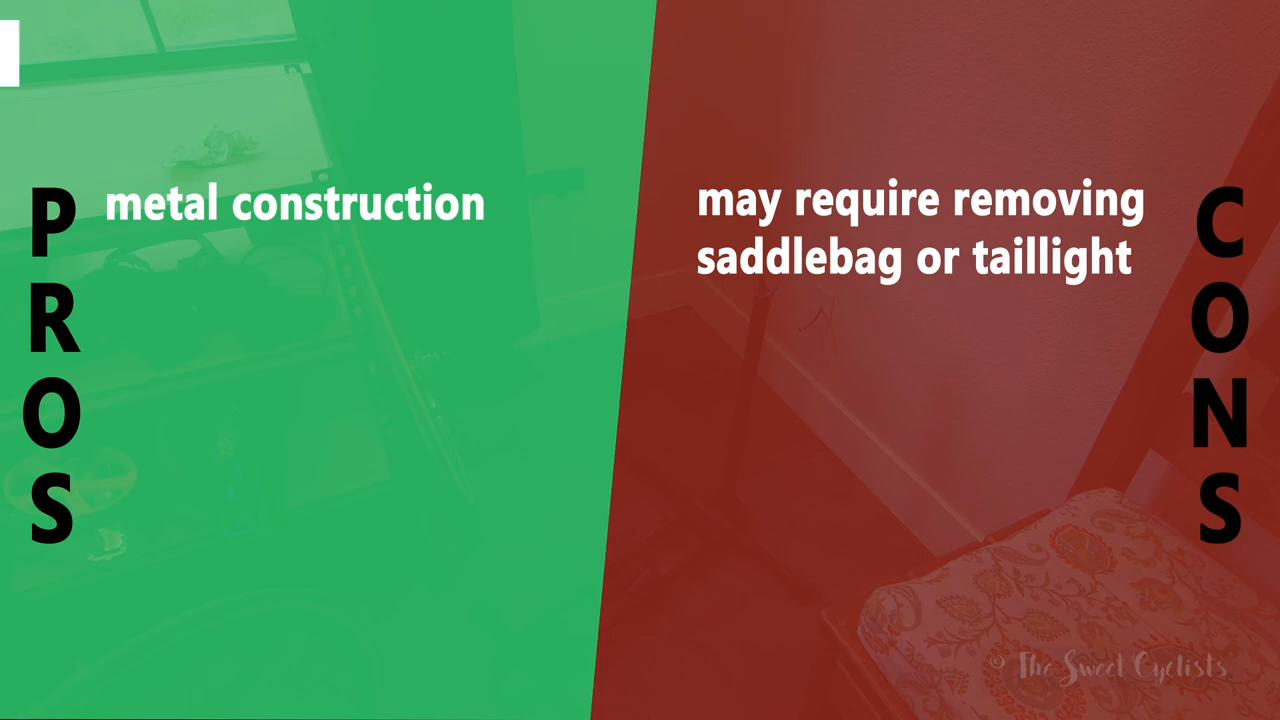 PROS
metal construction
may require removing
saddlebag or taillight
CONS
© The Sweet Cyclists